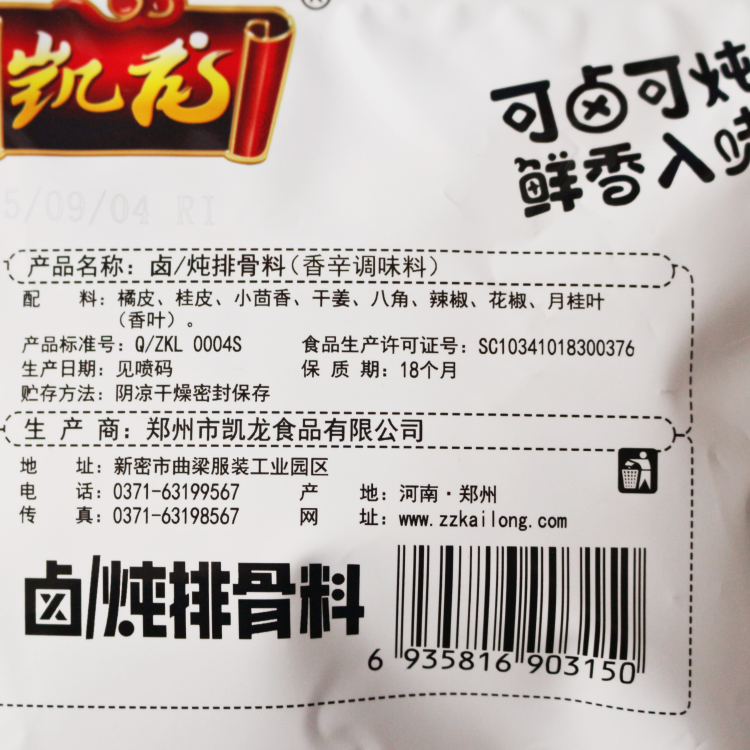 凯龙
®
可卤可炖
鲜香入味
5/09/04 RI
产品名称：卤/炖排骨料（香辛调味料）
配　料：橘皮、桂皮、小茴香、干姜、八角、辣椒、花椒、月桂叶
（香叶）。
产品标准号：Q/ZKL 0004S　食品生产许可证号：SC10341018300376
生产日期：见喷码　保 质 期：18个月
贮存方法：阴凉干燥密封保存
生 产 商：郑州市凯龙食品有限公司
地　址：新密市曲梁服装工业园区
电　话：0371-63199567　产　地：河南·郑州
传　真：0371-63198567　网　址：www.zzkailong.com
卤/炖排骨料
6 935816 903150